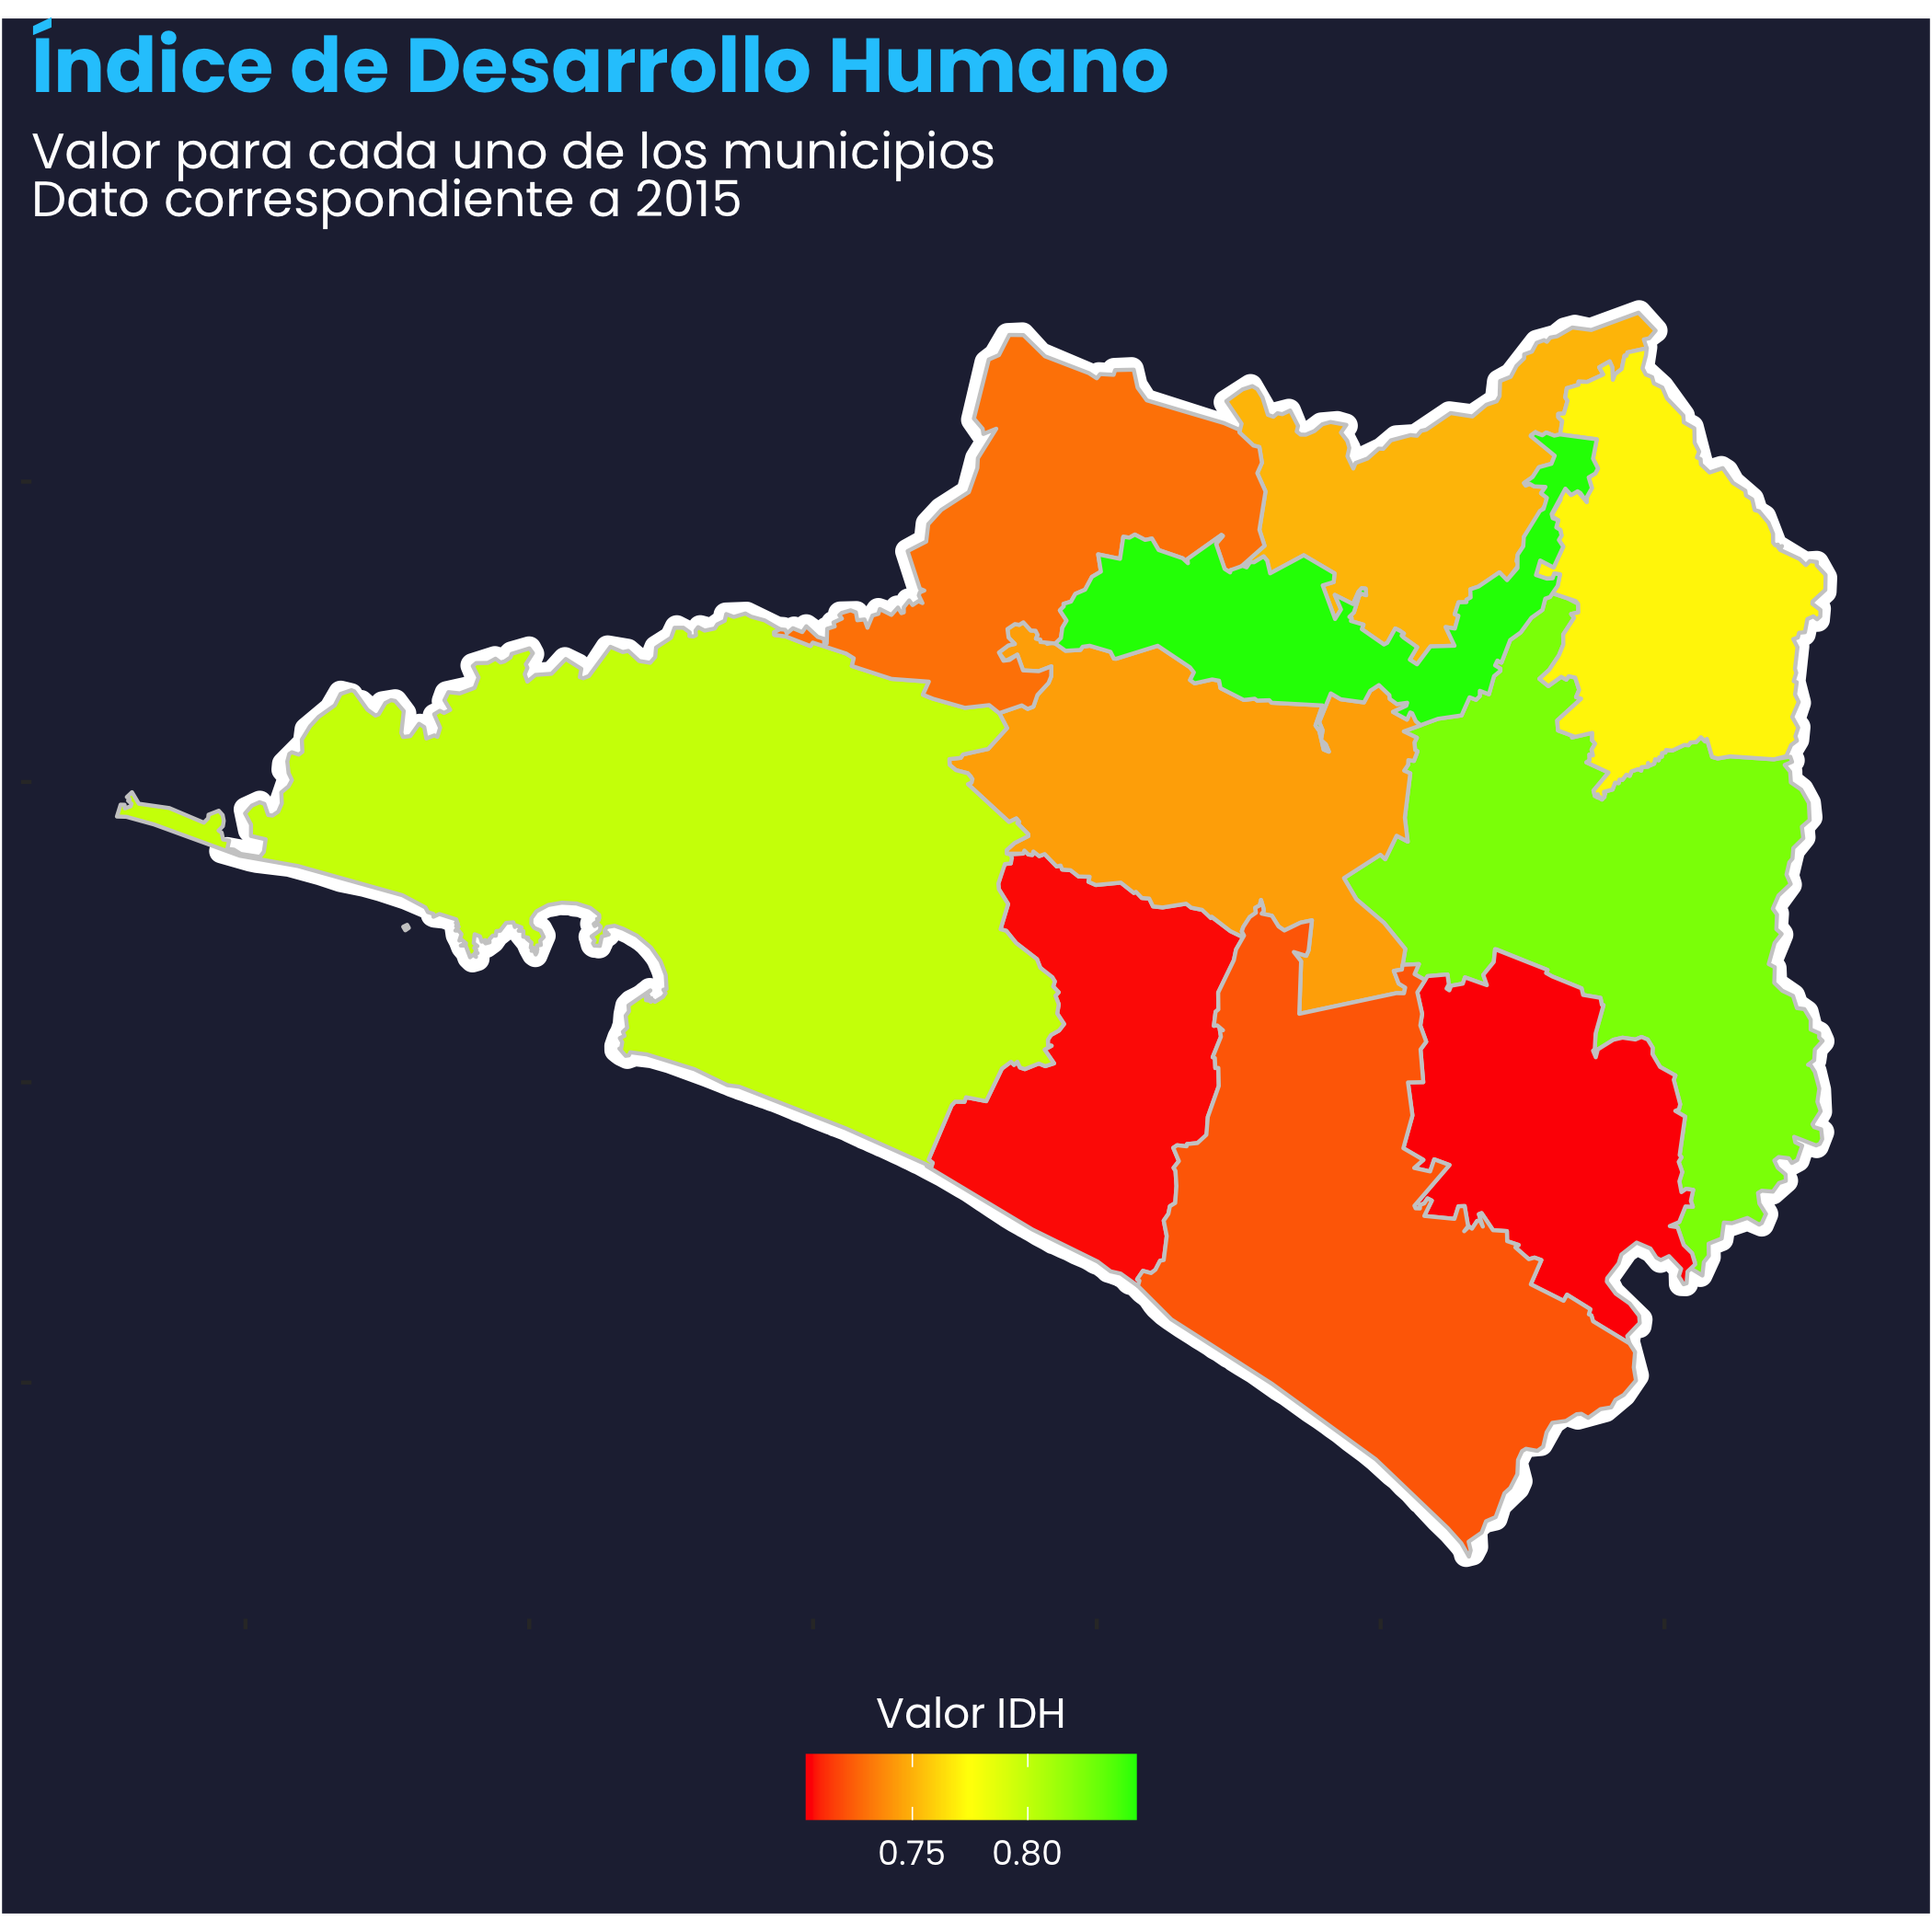 Índice de Desarrollo Humano
Valor para cada uno de los municipios
Dato correspondiente a 2015
Valor IDH
0.75 0.80